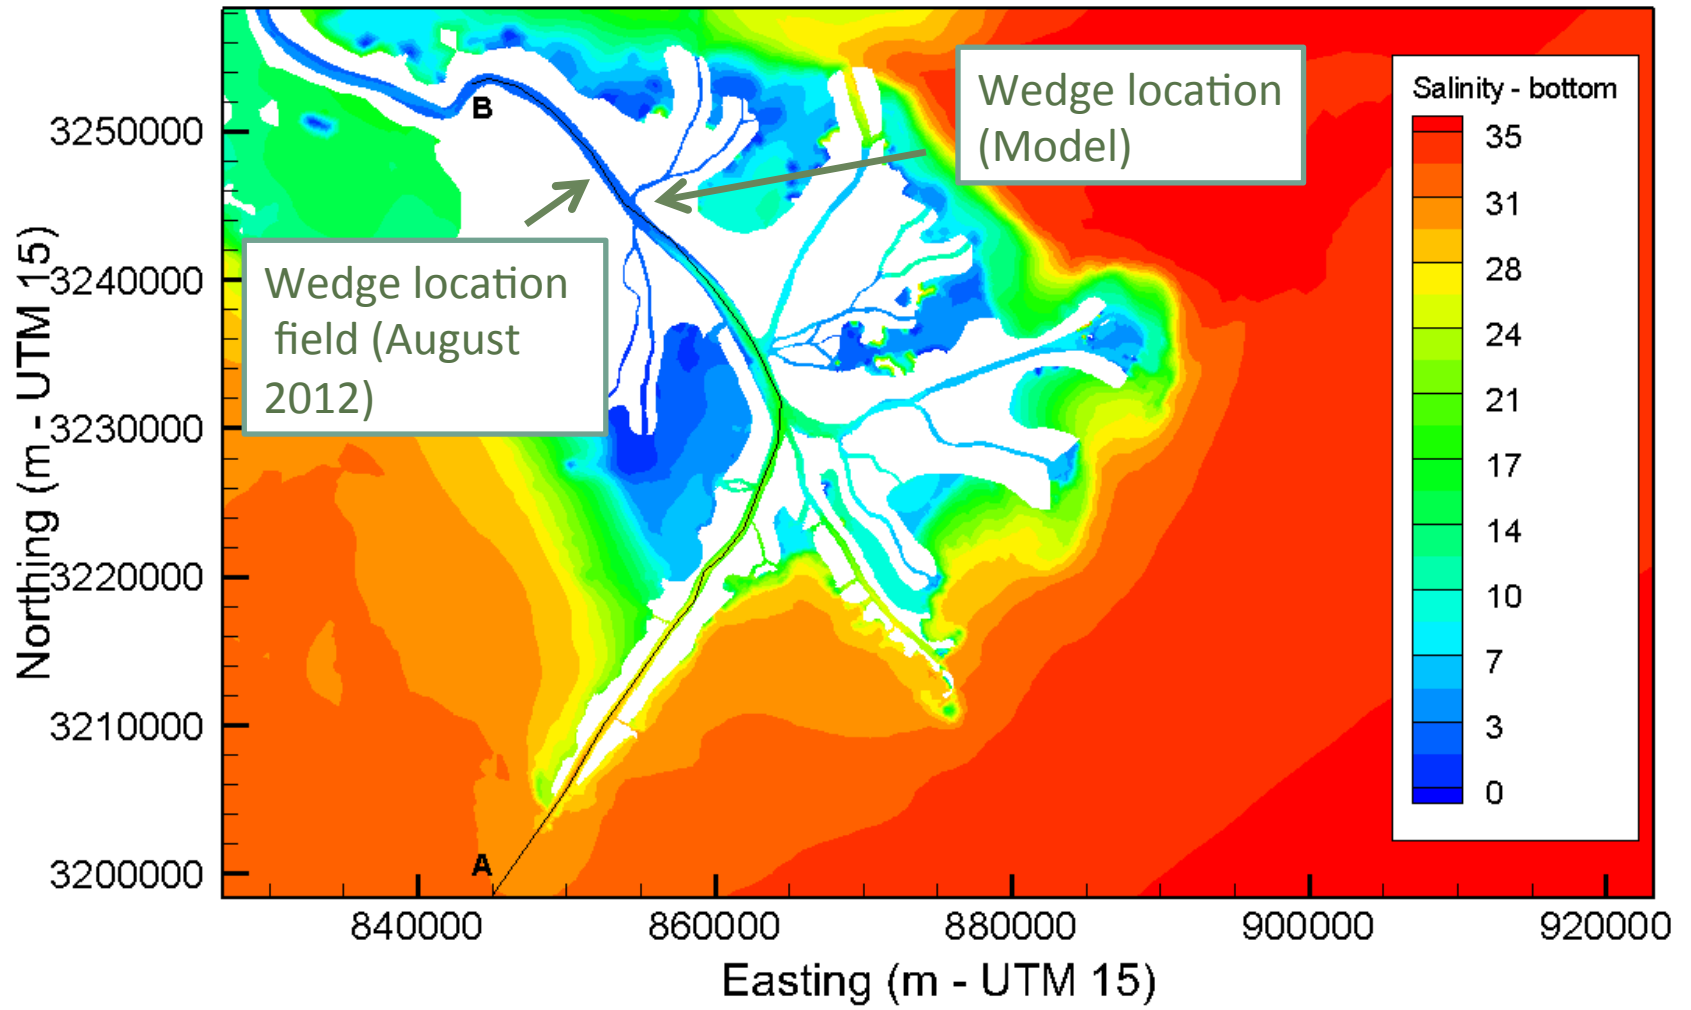 Wedge location
(Model)
Salinity - bottom
35
31
28
24
21
17
14
10
7
3
0
B
Wedge location
field (August
2012)
A
3250000
3240000
3230000
3220000
3210000
3200000
Northing (m - UTM 15)
840000
860000
880000
900000
920000
Easting (m - UTM 15)